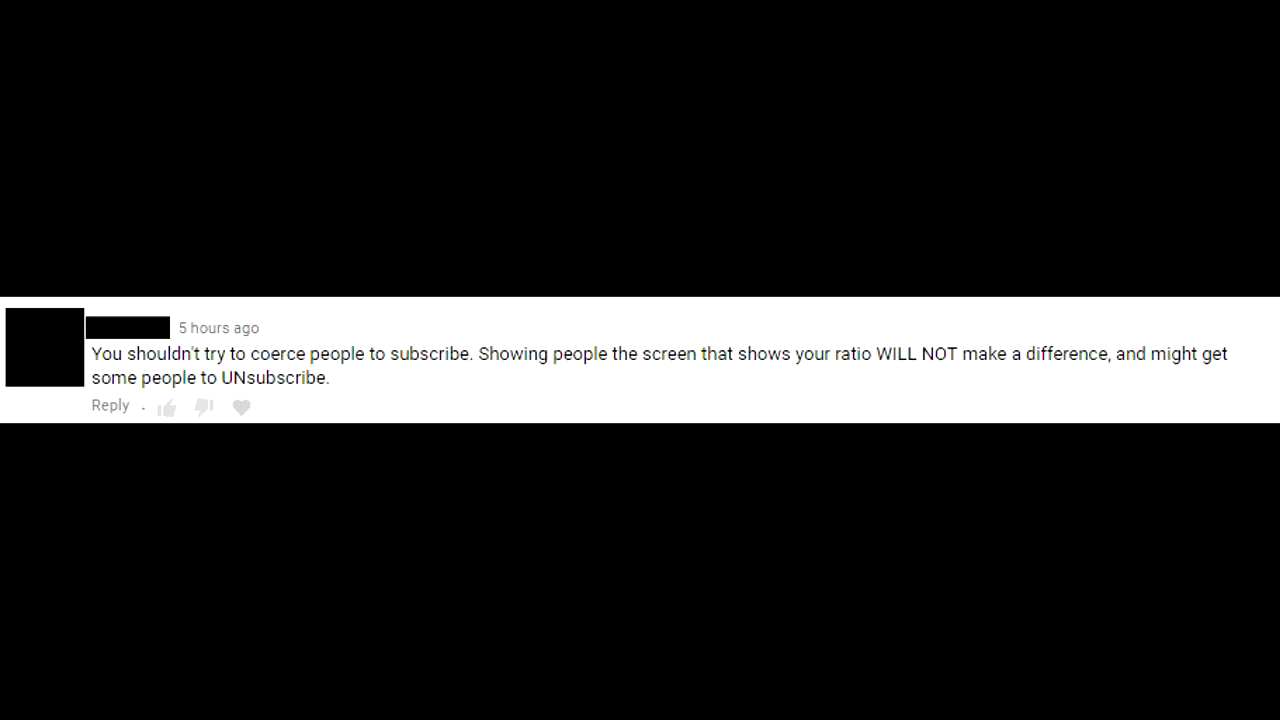 5 hours ago
You shouldn't try to coerce people to subscribe. Showing people the screen that shows your ratio WILL NOT make a difference, and might get
some people to UNsubscribe.
Reply .